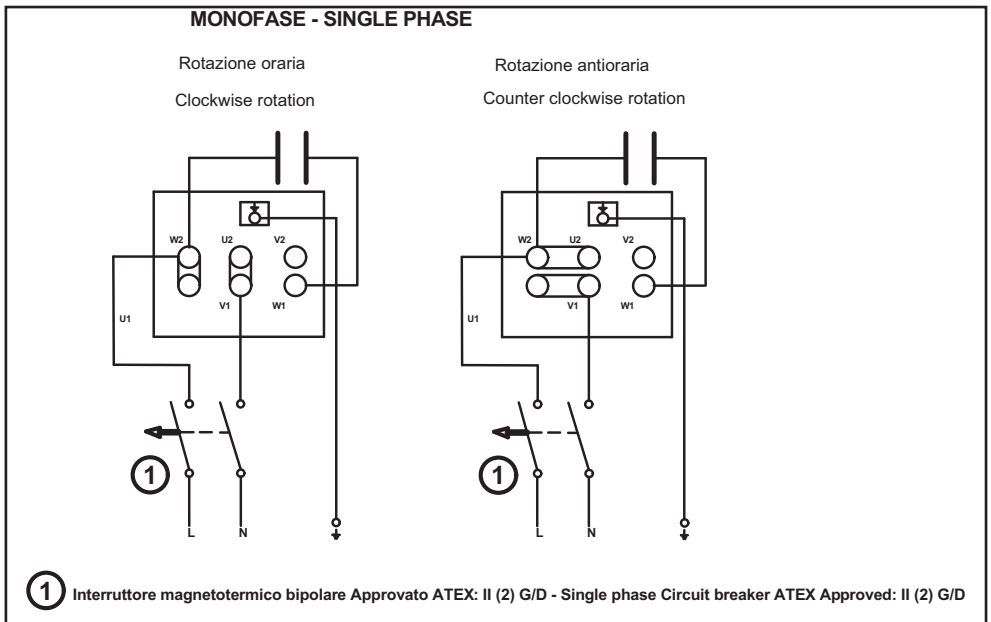 MONOFASE - SINGLE PHASE
Rotazione oraria
Clockwise rotation
W2 U2 V2
U1 V1 W1
1
L N
Rotazione antioraria
Counter clockwise rotation
W2 U2 V2
U1 V1 W1
1
L N
1 Interruttore magnetotermico bipolare Approvato ATEX: II (2) G/D - Single phase Circuit breaker ATEX Approved: II (2) G/D